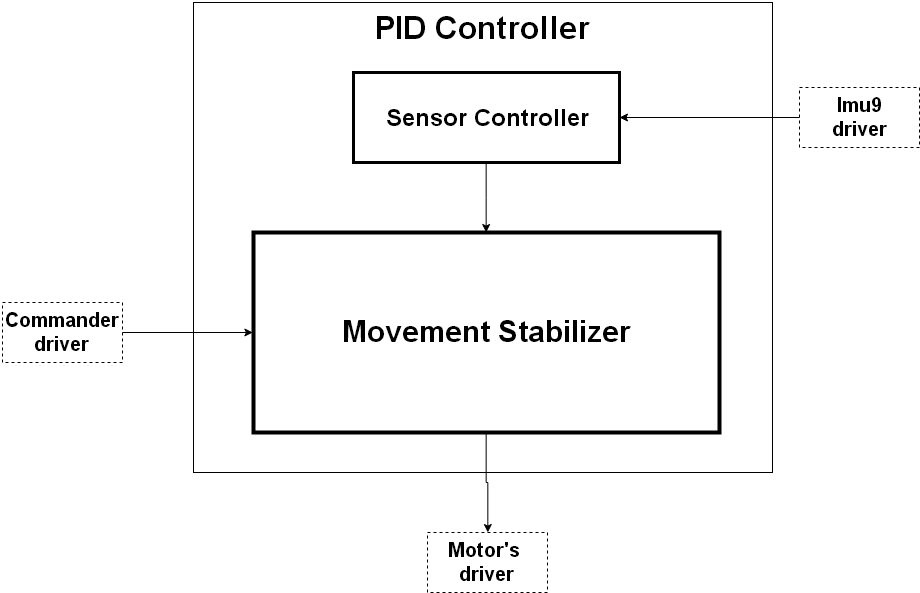 PID Controller
Sensor Controller
Imu9
driver
Movement Stabilizer
Commander
driver
Motor's
driver